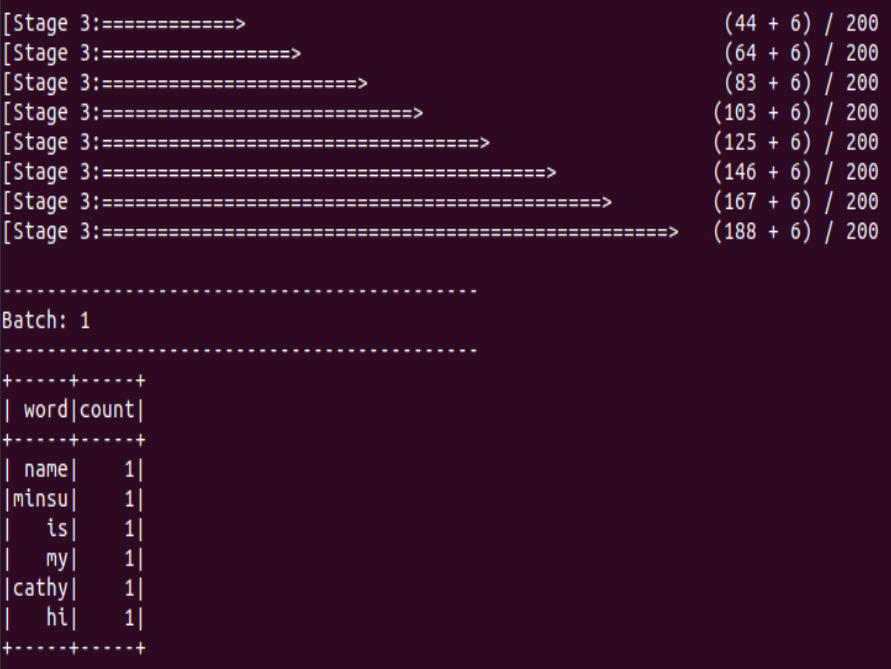 [Stage 3:============>                                           (44 + 6) / 200
[Stage 3:=================>                                      (64 + 6) / 200
[Stage 3:=======================>                                (83 + 6) / 200
[Stage 3:============================>                          (103 + 6) / 200
[Stage 3:==================================>                    (125 + 6) / 200
[Stage 3:========================================>              (146 + 6) / 200
[Stage 3:=============================================>         (167 + 6) / 200
[Stage 3:===================================================>   (188 + 6) / 200
-------------------------------------------
Batch: 1
-------------------------------------------
+-----+-----+
| word|count|
+-----+-----+
| name|    1|
|minsu|    1|
|   is|    1|
|   my|    1|
|cathy|    1|
|   hi|    1|
+-----+-----+